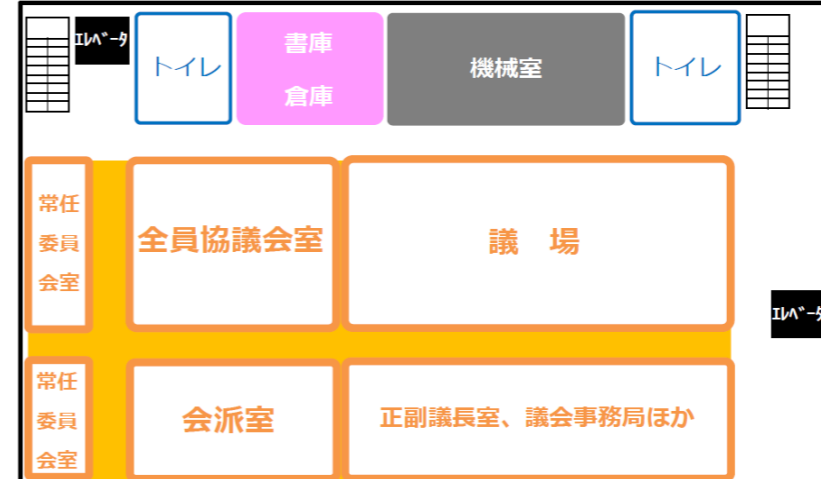 エレベータ
トイレ
書庫
倉庫
機械室
トイレ
常任
委員
会室
全員協議会室
議 場
エレベータ
常任
委員
会室
会派室
正副議長室、議会事務局ほか